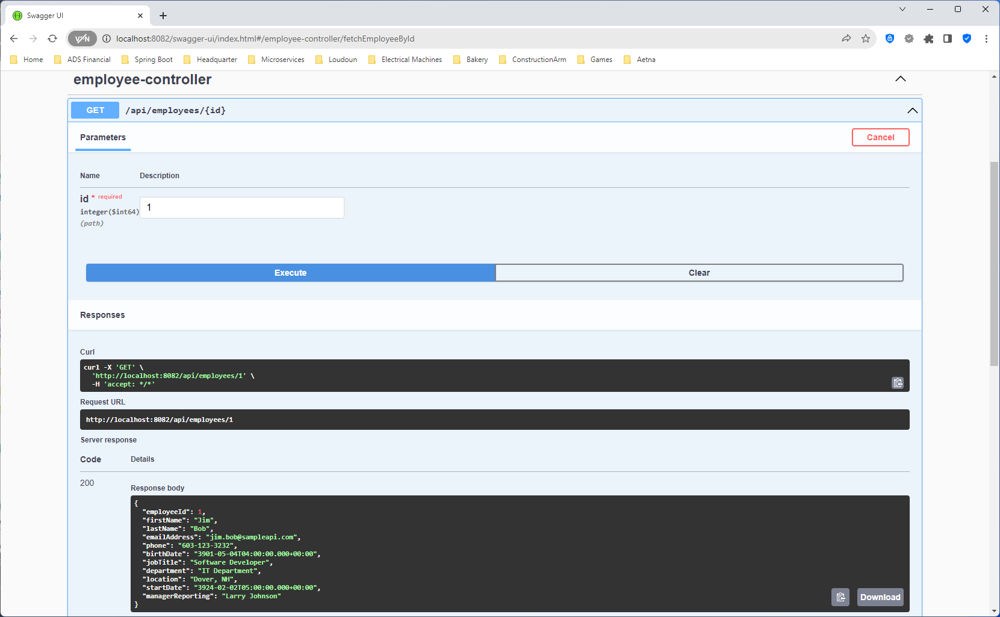 Swagger UI
VPN
localhost:8082/swagger-ui/index.html#/employee-controller/fetchEmployeeById
Home ADS Financial Spring Boot Headquarter Microservices Loudoun Electrical Machines Bakery ConstructionArm Games Aetna
employee-controller
GET /api/employees/{id}
Parameters Cancel
Name Description
id * required
integer($int64) 1
(path)
Execute Clear
Responses
Curl
curl -X 'GET' \
'http://localhost:8082/api/employees/1' \
-H 'accept: */*'
Request URL
http://localhost:8082/api/employees/1
Server response
Code Details
200
Response body
{
"employeeId": 1,
"firstName": "Jim",
"lastName": "Bob",
"emailAddress": "jim.bob@sampleapi.com",
"phone": "603-123-3232",
"birthDate": "3901-05-04T04:00:00.000+00:00",
"jobTitle": "Software Developer",
"department": "IT Department",
"location": "Dover, NH",
"startDate": "3924-02-02T05:00:00.000+00:00",
"managerReporting": "Larry Johnson"
}
Download